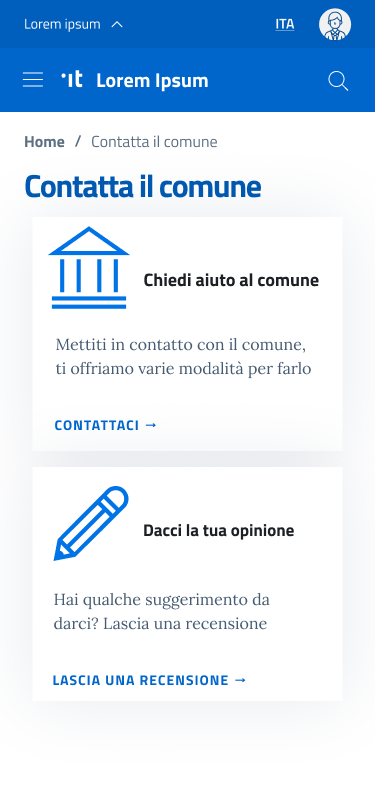 Lorem ipsum
ITA
it Lorem Ipsum
Home / Contatta il comune
Contatta il comune
Chiedi aiuto al comune
Mettiti in contatto con il comune,
ti offriamo varie modalità per farlo
CONTATTACI →
Dacci la tua opinione
Hai qualche suggerimento da
darci? Lascia una recensione
LASCIA UNA RECENSIONE →